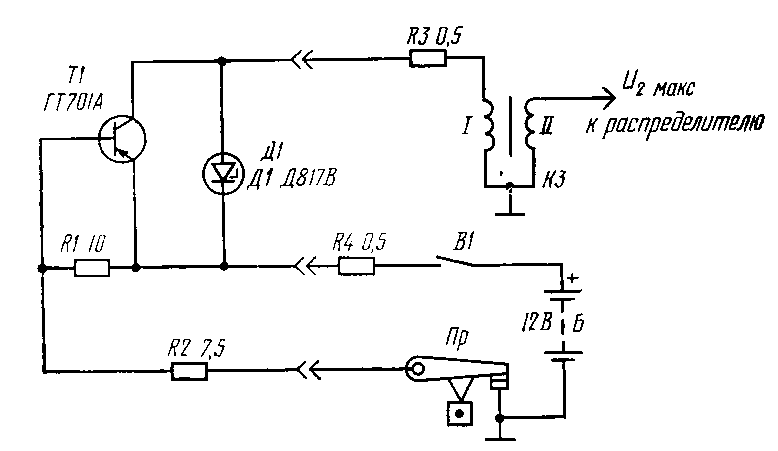 R3 0,5
T1
ГТ701А
U2 макс
к распределителю
I
II
КЗ
Д1
Д1 Д817В
R1 10
R4 0,5
В1
+
12В Б
R2 7,5
Пр